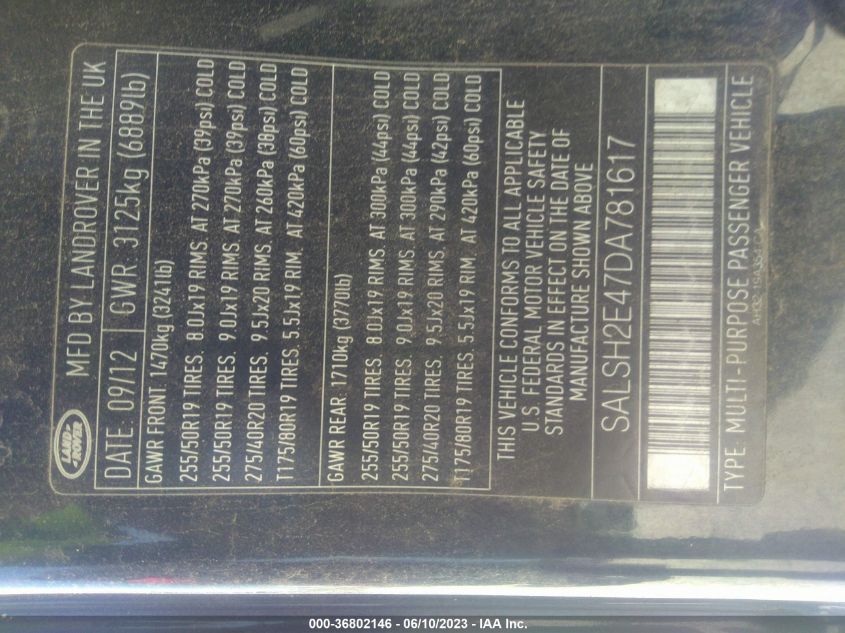 LAND-
ROVER
MFD BY LANDROVER IN THE UK
DATE: 09/12 GWR 3125kg (6889lb)
GAWR FRONT 1470kg (3241lb)
255/50R19 TIRES. 8.0Jx19 RIMS. AT 270kPa (39psi) COLD
255/50R19 TIRES. 9.0Jx19 RIMS. AT 270kPa (39psi) COLD
275/40R20 TIRES. 9.5Jx20 RIMS. AT 260kPa (38psi) COLD
T175/80R19 TIRES 5.5Jx19 RIM. AT 420kPa (60psi) COLD
GAWR REAR: 1710kg (3770lb)
255/50R19 TIRES. 8.0Jx19 RIMS. AT 300kPa (44psi) COLD
255/50R19 TIRES. 9.0Jx19 RIMS. AT 300kPa (44psi) COLD
275/40R20 TIRES. 9.5Jx20 RIMS. AT 290kPa (42psi) COLD
T175/80R19 TIRES. 5.5Jx19 RIM. AT 420kPa (60psi) COLD
THIS VEHICLE CONFORMS TO ALL APPLICABLE
U.S. FEDERAL MOTOR VEHICLE SAFETY
STANDARDS IN EFFECT ON THE DATE OF
MANUFACTURE SHOWN ABOVE
SALSH2E47DA781617
TYPE: MULTI-PURPOSE PASSENGER VEHICLE
000-36802146 - 06/10/2023 - IAA Inc.